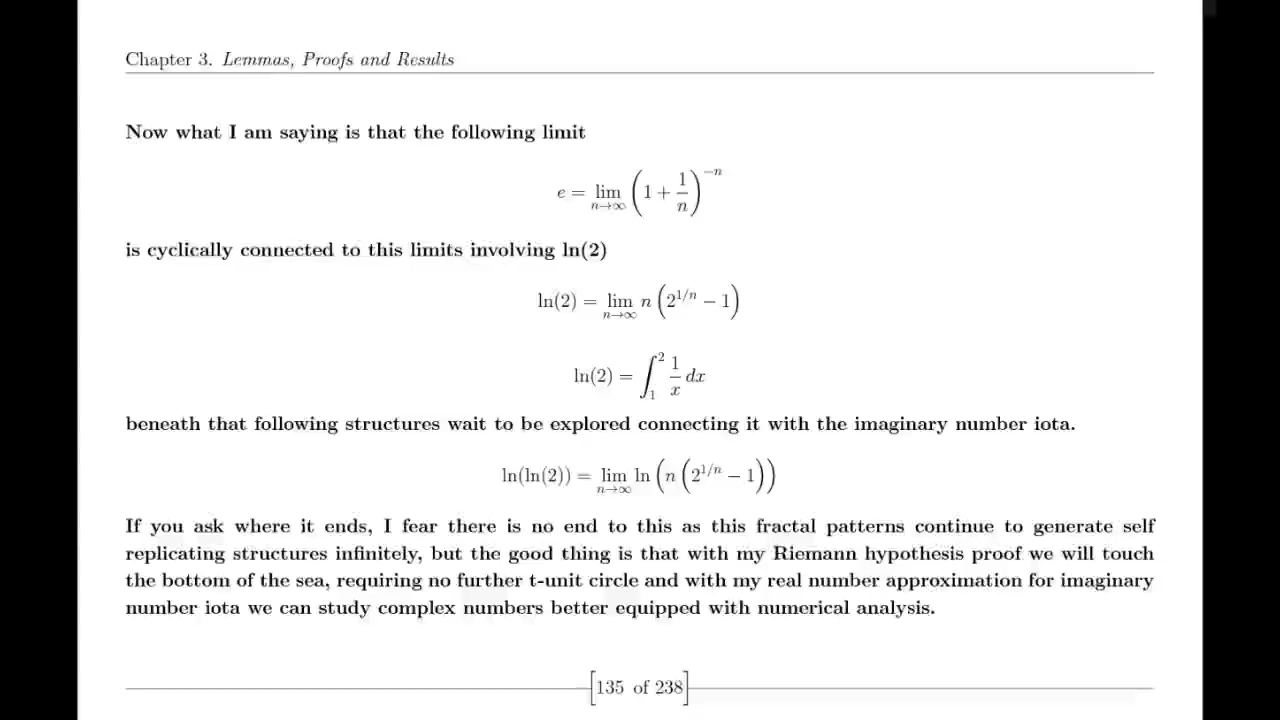 Chapter 3. Lemmas, Proofs and Results
Now what I am saying is that the following limit
e = lim_{n→∞} (1 + 1/n)^{−n}
is cyclically connected to this limits involving ln(2)
ln(2) = lim_{n→∞} n (2^{1/n} − 1)
ln(2) = ∫_1^2 1/x dx
beneath that following structures wait to be explored connecting it with the imaginary number iota.
ln(ln(2)) = lim_{n→∞} ln (n (2^{1/n} − 1))
If you ask where it ends, I fear there is no end to this as this fractal patterns continue to generate self
replicating structures infinitely, but the good thing is that with my Riemann hypothesis proof we will touch
the bottom of the sea, requiring no further t-unit circle and with my real number approximation for imaginary
number iota we can study complex numbers better equipped with numerical analysis.
[135 of 238]